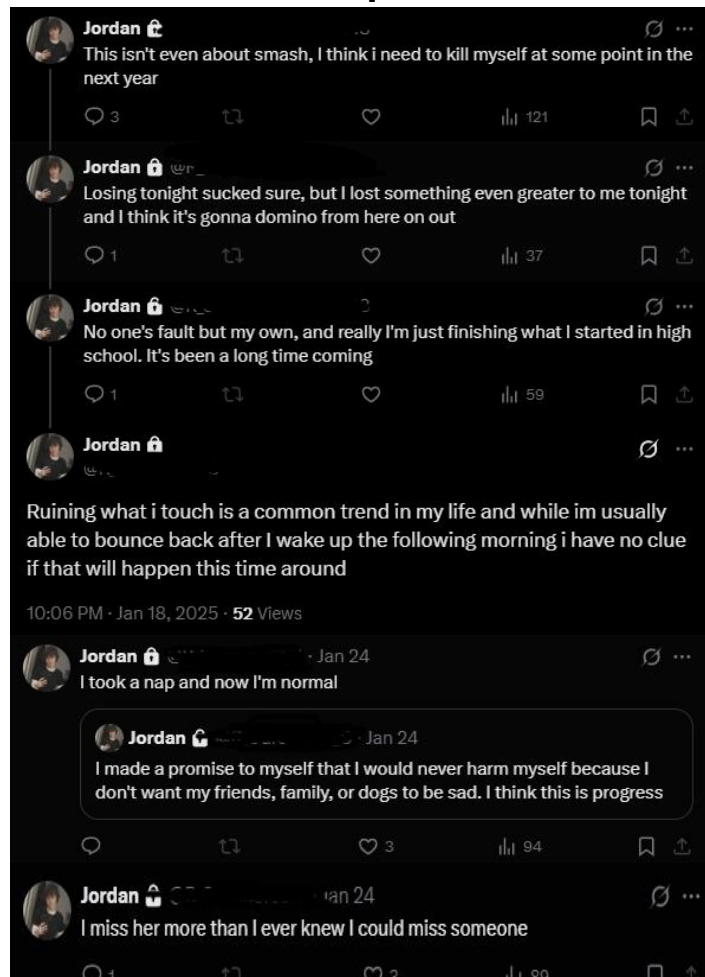 Jordan
This isn't even about smash, I think i need to kill myself at some point in the
next year
3
121
Jordan
Losing tonight sucked sure, but I lost something even greater to me tonight
and I think it's gonna domino from here on out
1
37
Jordan
No one's fault but my own, and really I'm just finishing what I started in high
school. It's been a long time coming
1
59
Jordan
Ruining what i touch is a common trend in my life and while im usually
able to bounce back after I wake up the following morning i have no clue
if that will happen this time around
10:06 PM · Jan 18, 2025 · 52 Views
Jordan · Jan 24
I took a nap and now I'm normal
Jordan · Jan 24
I made a promise to myself that I would never harm myself because I
don't want my friends, family, or dogs to be sad. I think this is progress
3 94
Jordan 24
I miss her more than I ever knew I could miss someone